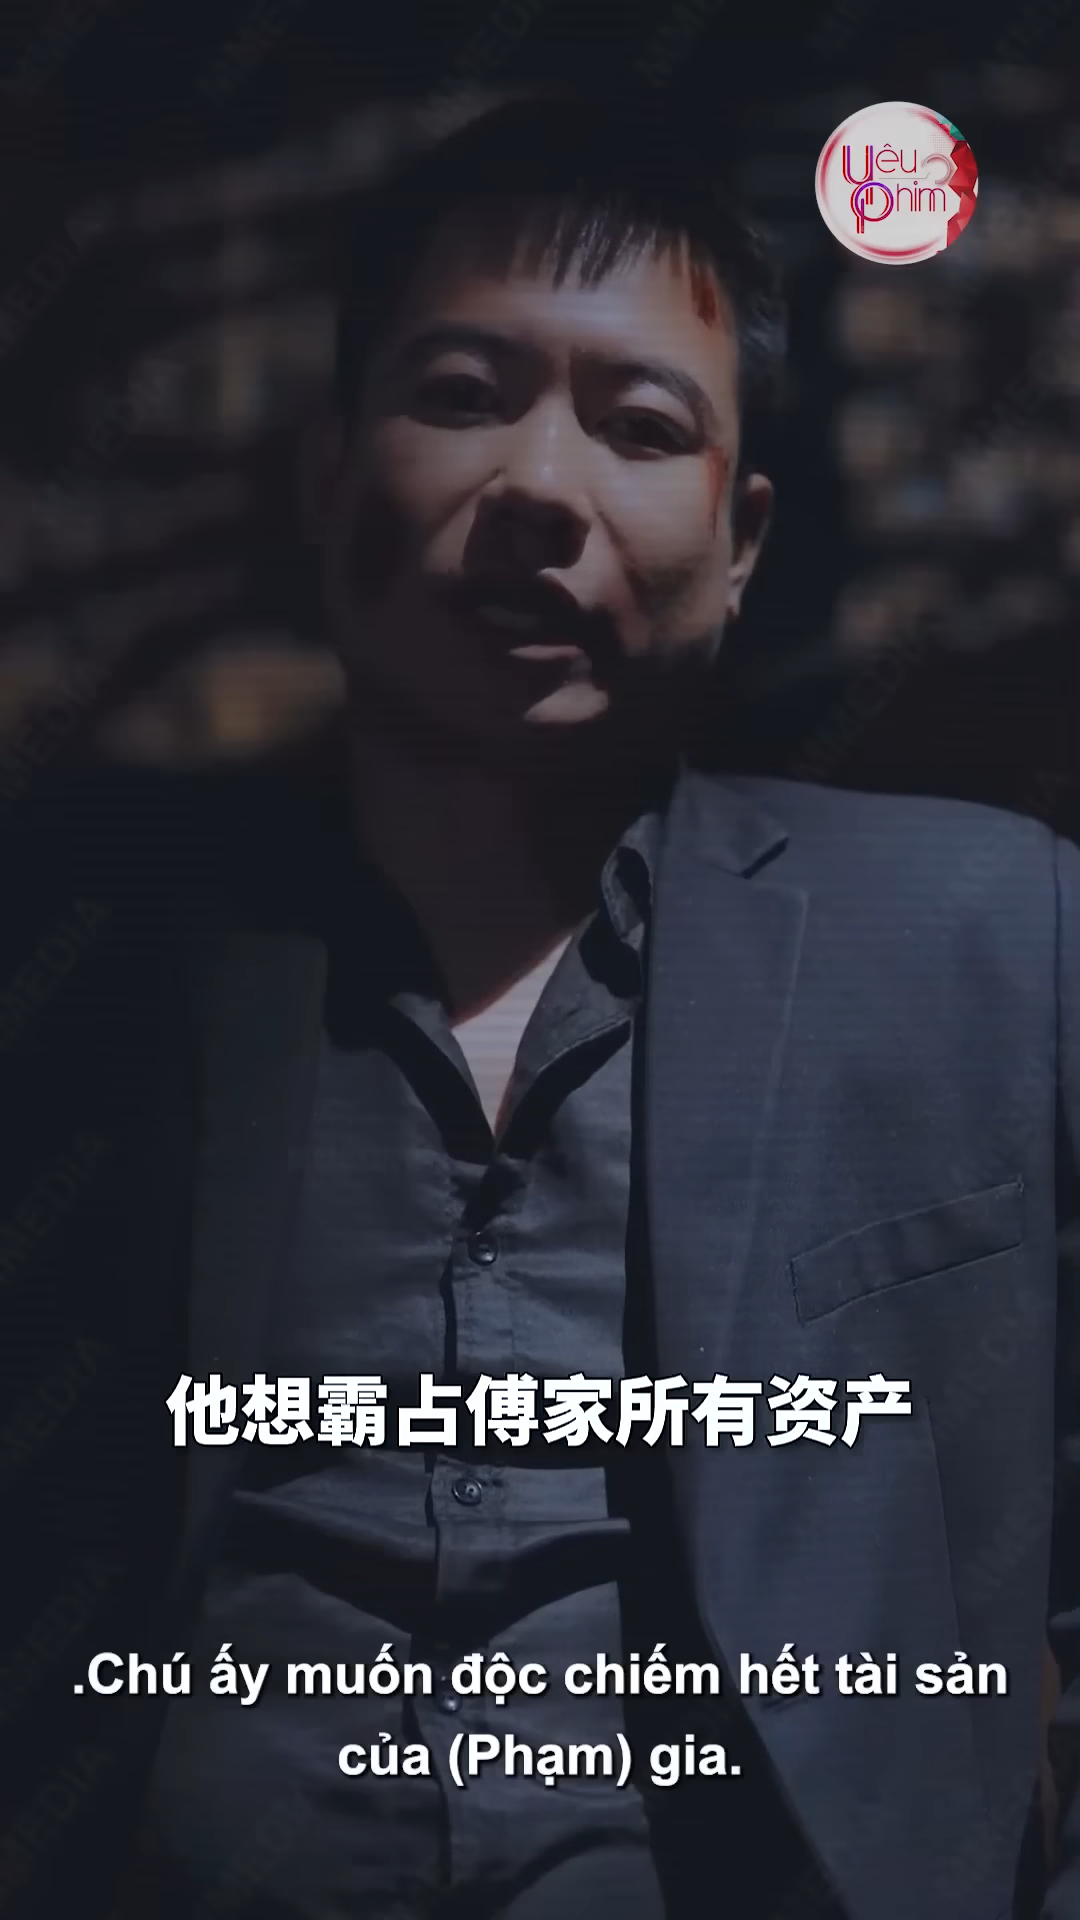 Yêu
Phim
他想霸占傅家所有资产
.Chú ấy muốn độc chiếm hết tài sản
của (Phạm) gia.